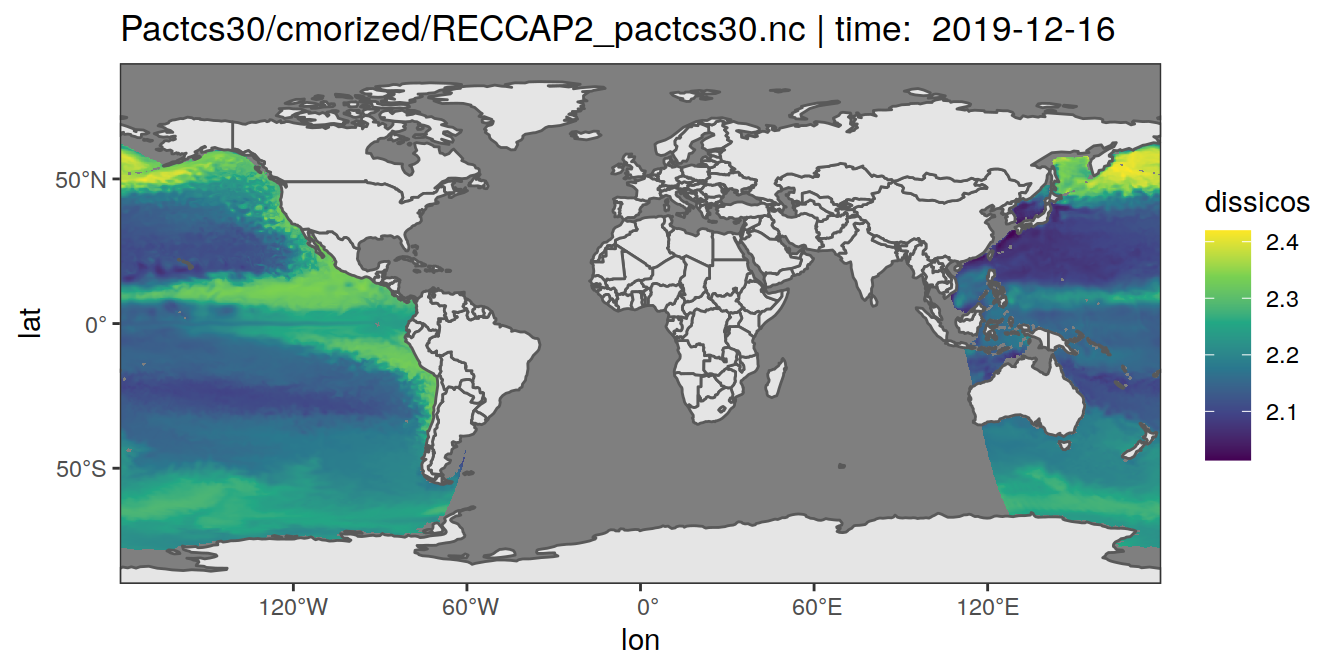 Pactcs30/cmorized/RECCAP2_pactcs30.nc | time:  2019-12-16
lat
50°N
0°
50°S
120°W
60°W
0°
60°E
120°E
lon
dissicos
2.4
2.3
2.2
2.1